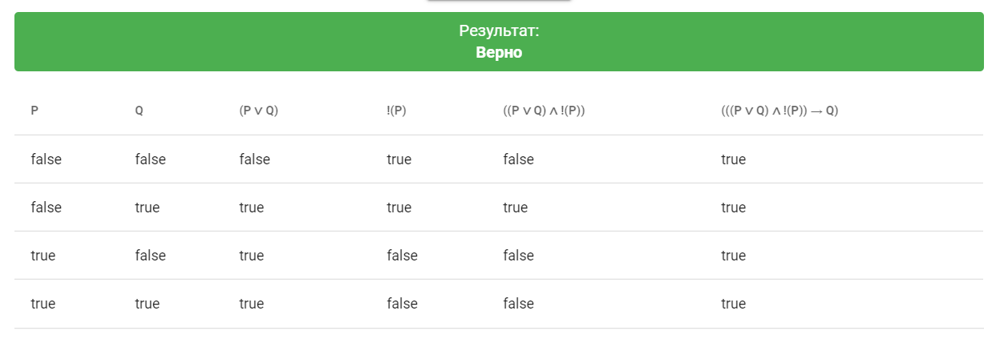 Результат:
Верно
P Q (P ∨ Q) !(P) ((P ∨ Q) ∧ !(P)) (((P ∨ Q) ∧ !(P)) → Q)
false false false true false true
false true true true true true
true false true false false true
true true true false false true